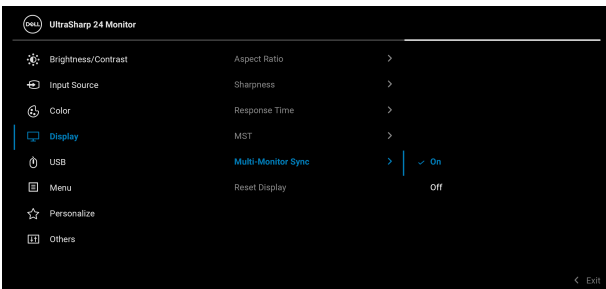 DELL UltraSharp 24 Monitor
Brightness/Contrast Aspect Ratio
Input Source Sharpness
Color Response Time
Display MST
USB Multi-Monitor Sync On
Menu Reset Display Off
Personalize
Others
Exit